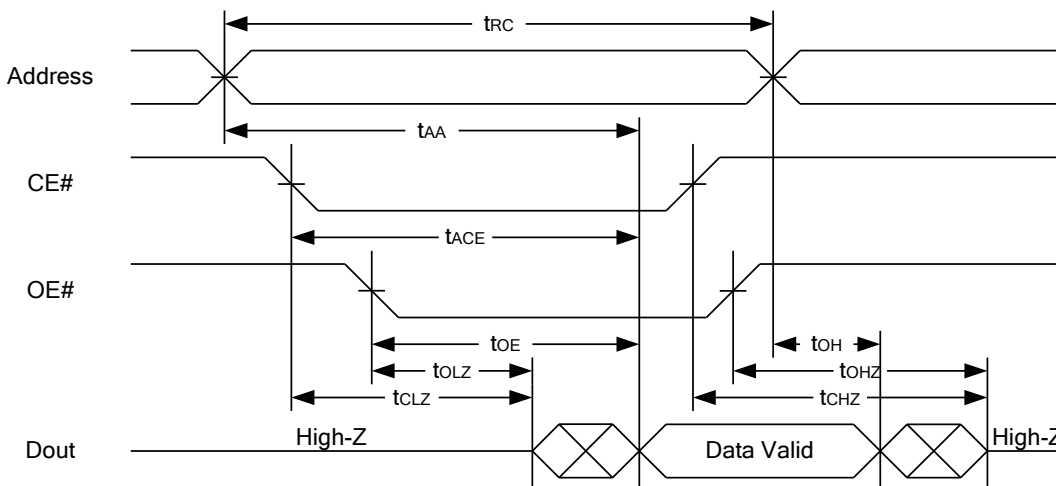 tRC
Address
tAA
CE#
tACE
OE#
tOE
tOH
tOLZ
tOHZ
tCLZ
tCHZ
Dout
High-Z
Data Valid
High-Z